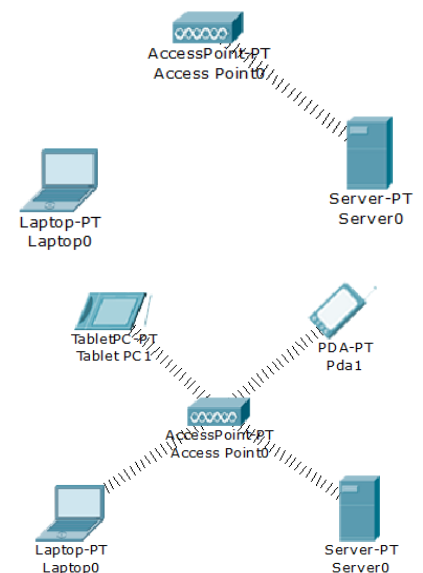 AccessPoint-PT
Access Point0
Server-PT
Server0
Laptop-PT
Laptop0
TabletPC-PT
Tablet PC1
PDA-PT
Pda1
AccessPoint-PT
Access Point0
Laptop-PT
Laptop0
Server-PT
Server0